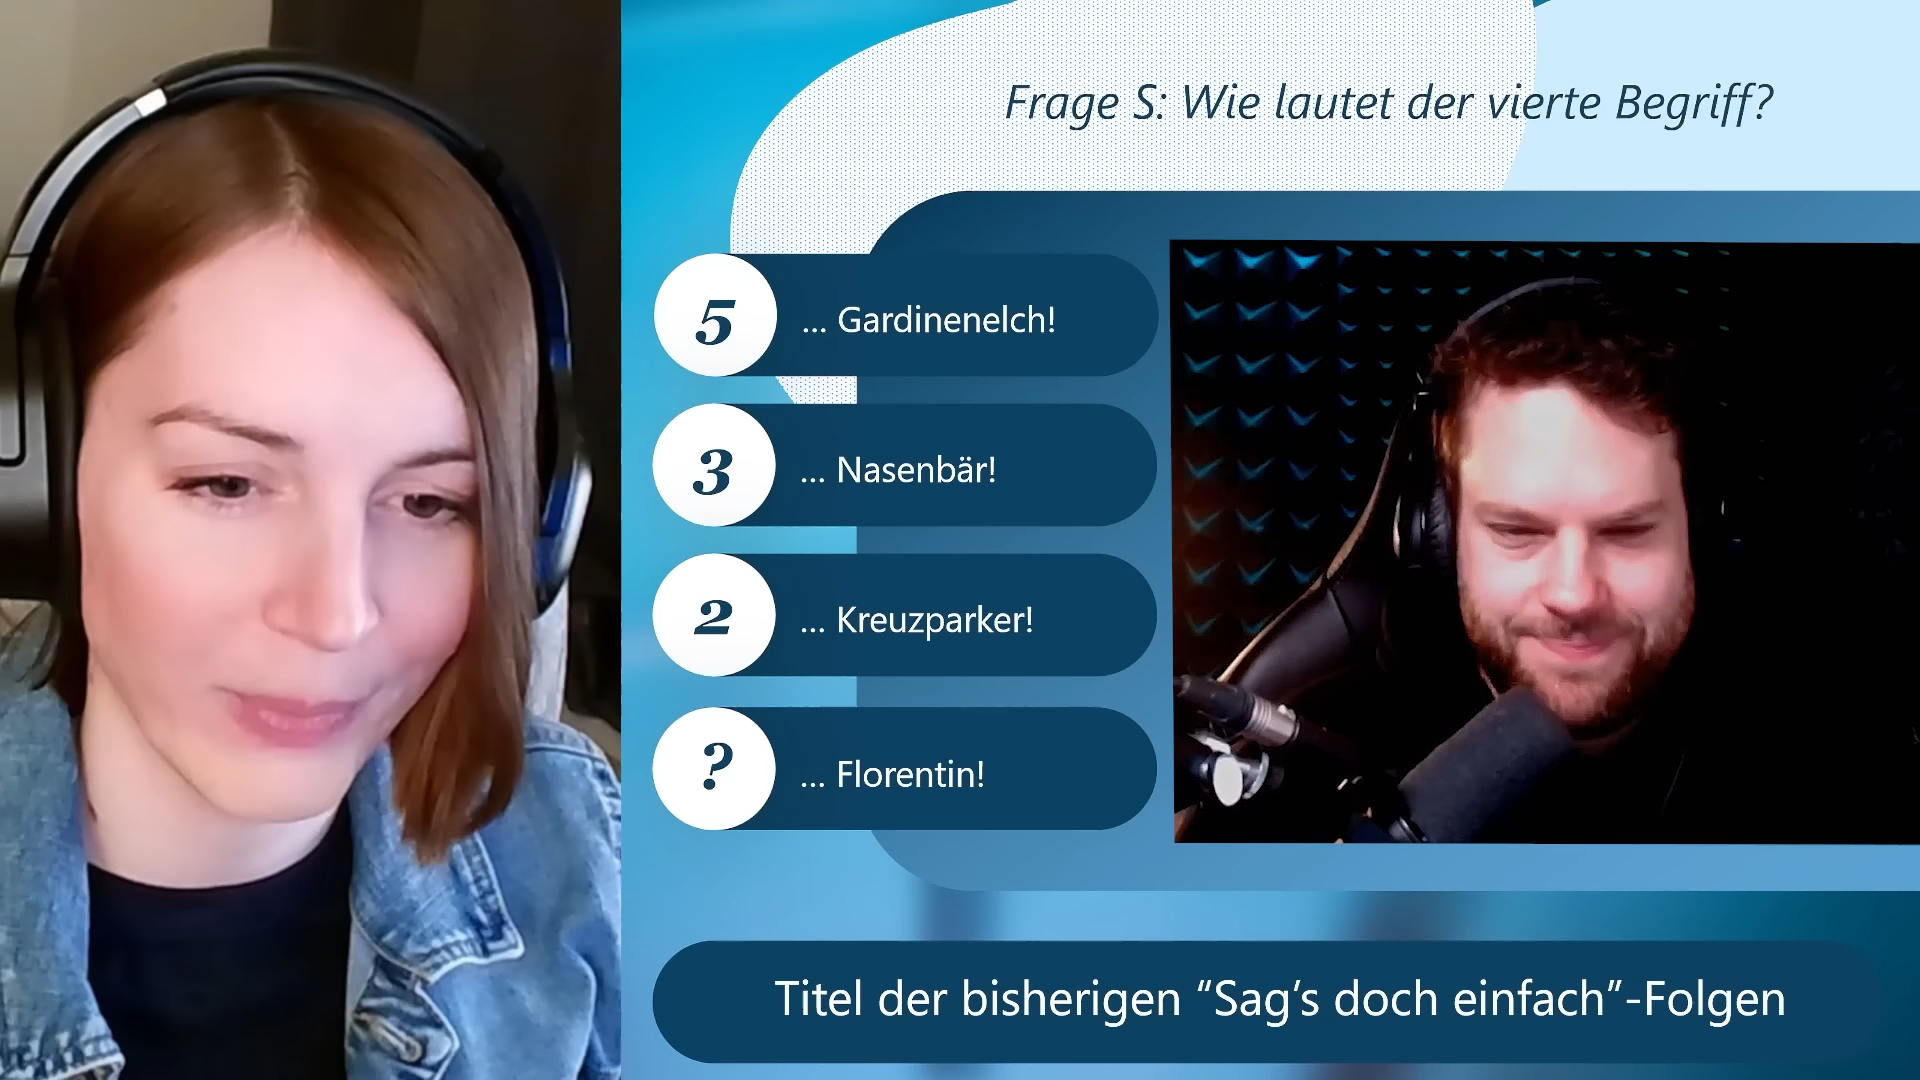 Frage S: Wie lautet der vierte Begriff?
5 ... Gardinenelch!
3 ... Nasenbär!
2 ... Kreuzparker!
? ... Florentin!
Titel der bisherigen “Sag’s doch einfach”-Folgen